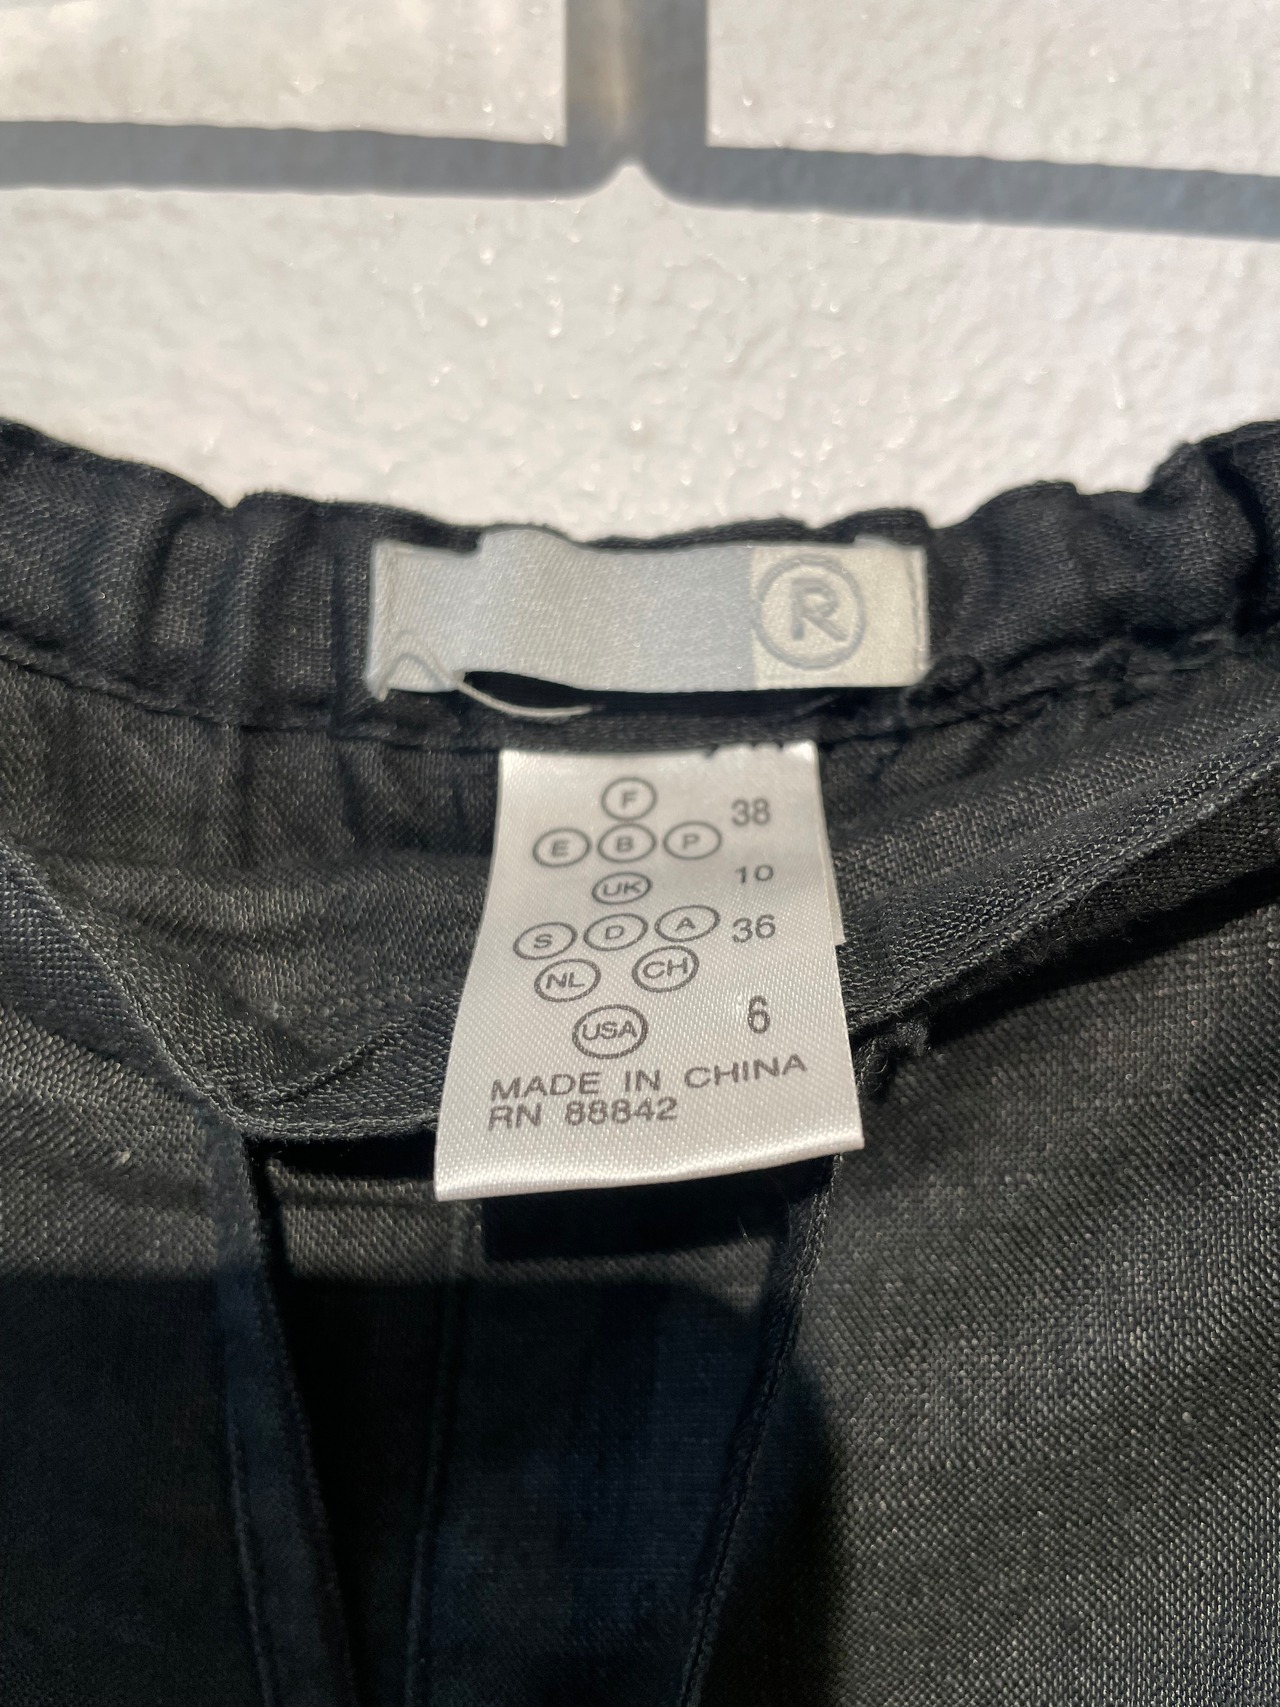 R
F 38
E B P
UK 10
S D A 36
NL CH
USA 6
MADE IN CHINA
RN 88842